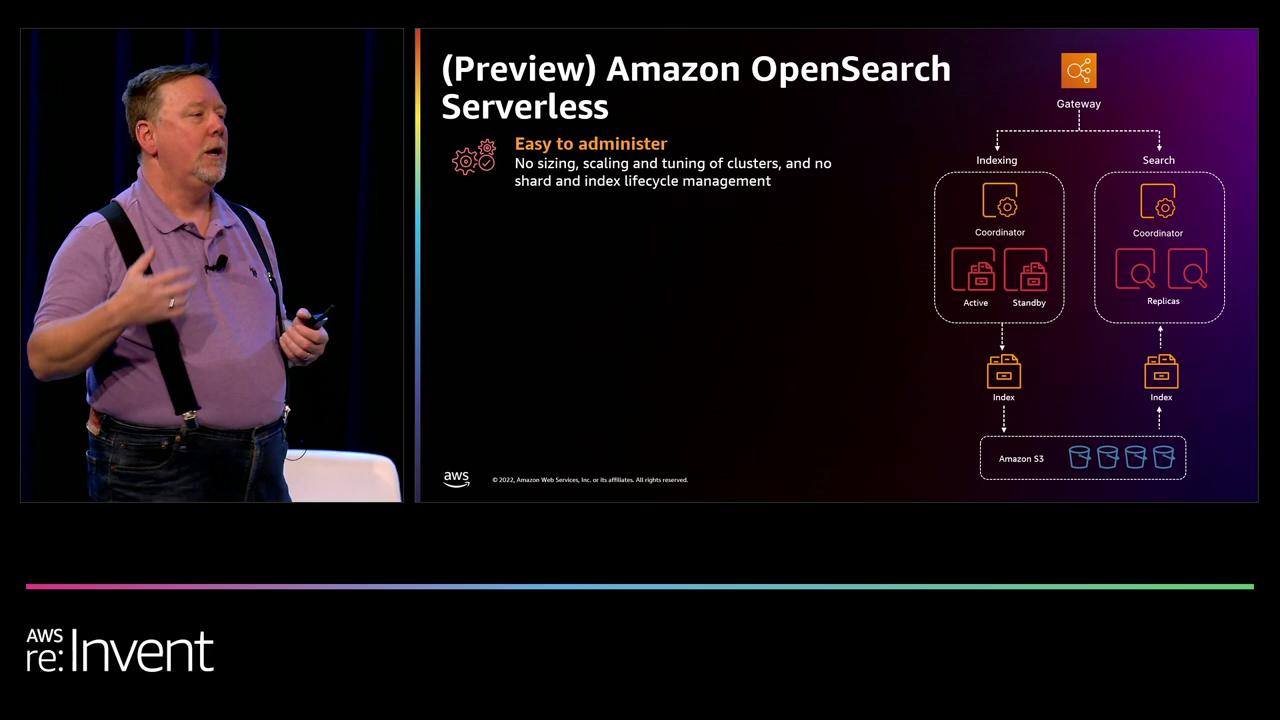 (Preview) Amazon OpenSearch
Serverless
Easy to administer
No sizing, scaling and tuning of clusters, and no
shard and index lifecycle management
Gateway
Indexing
Search
Coordinator
Coordinator
Active
Standby
Replicas
Index
Index
Amazon S3
aws
© 2022, Amazon Web Services, Inc. or its affiliates. All rights reserved.
AWS
re:Invent